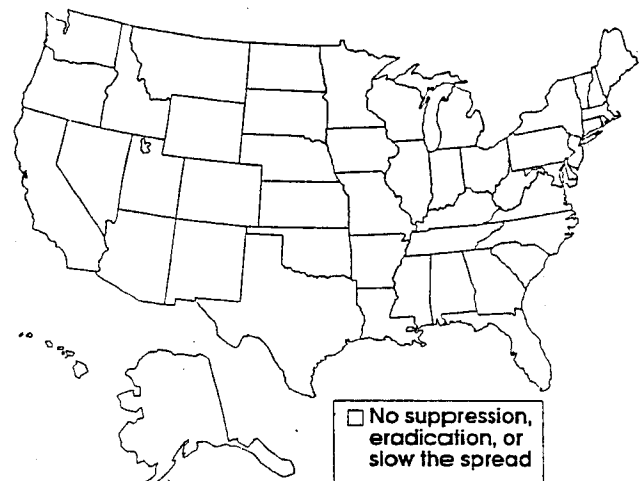 No suppression,
eradication, or
slow the spread